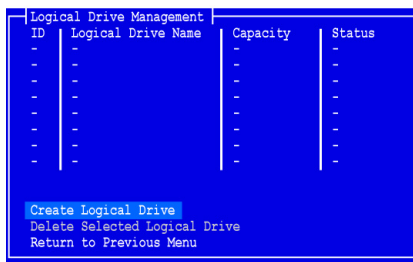 Logical Drive Management
ID Logical Drive Name Capacity Status
- - - -
- - - -
- - - -
- - - -
- - - -
- - - -
- - - -
- - - -
Create Logical Drive
Delete Selected Logical Drive
Return to Previous Menu